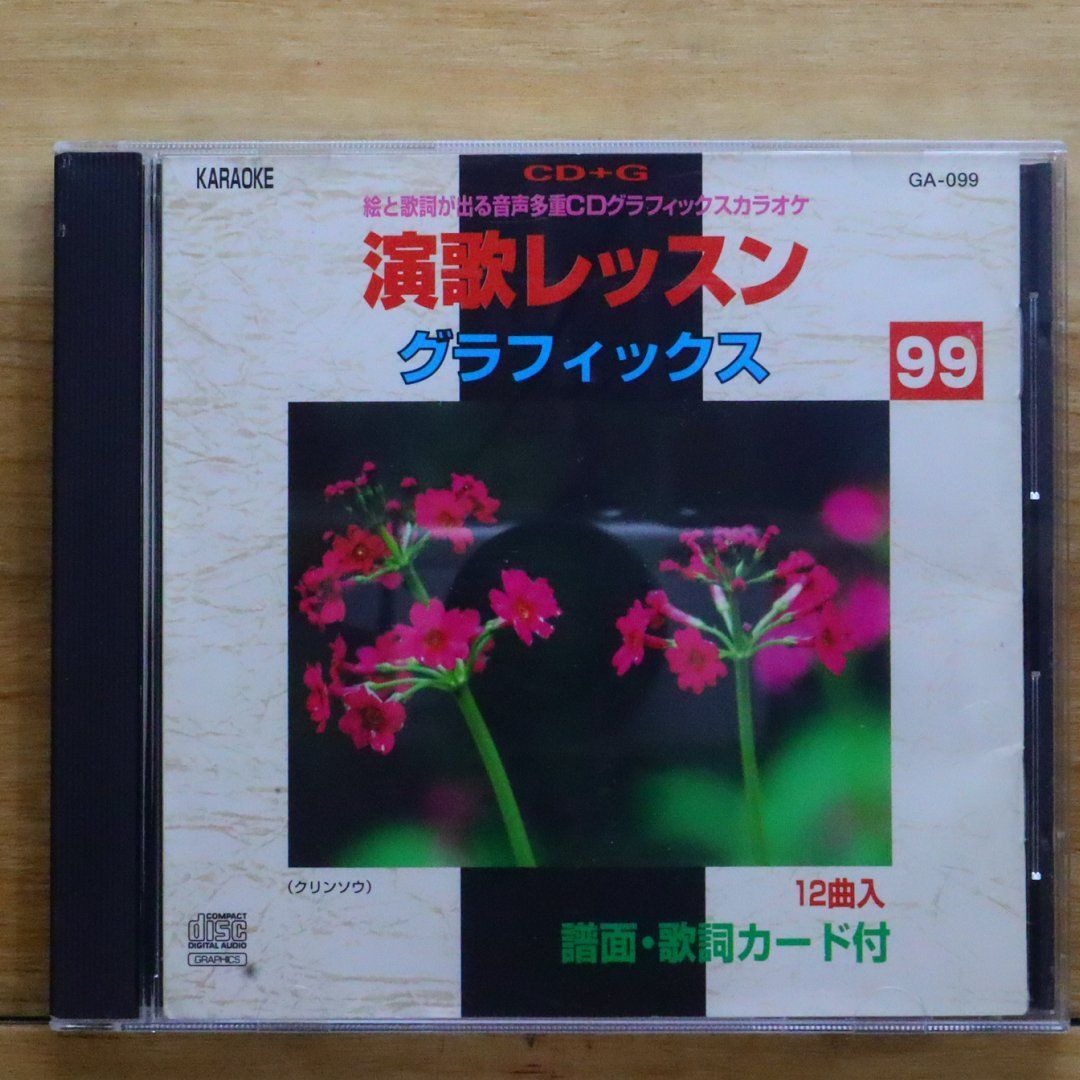 KARAOKE
CD+G
GA-099
絵と歌詞が出る音声多重CDグラフィックスカラオケ
演歌レッスン
グラフィックス
99
(クリンソウ)
12曲入
譜面・歌詞カード付
COMPACT
disc
DIGITAL AUDIO
GRAPHICS